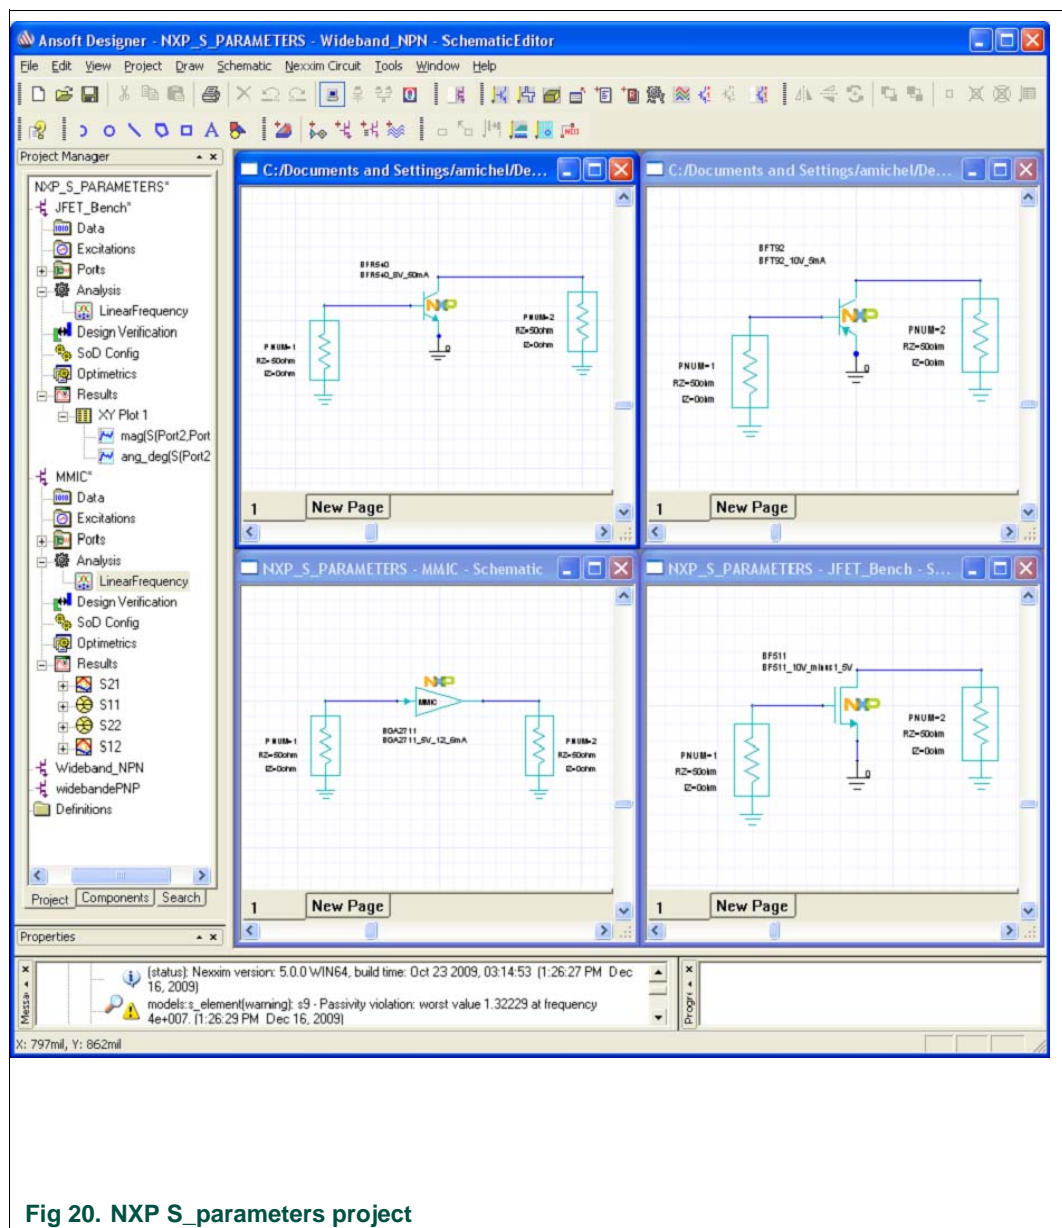 Ansoft Designer - NXP_S_PARAMETERS - Wideband_NPN - SchematicEditor
File Edit View Project Draw Schematic Nexxim Circuit Tools Window Help
Project Manager
NXP_S_PARAMETERS*
JFET_Bench*
Data
Excitations
Ports
Analysis
LinearFrequency
Design Verification
SoD Config
Optimetrics
Results
XY Plot 1
mag(S(Port2,Port
ang_deg(S(Port2
MMIC*
Data
Excitations
Ports
Analysis
LinearFrequency
Design Verification
SoD Config
Optimetrics
Results
S21
S11
S22
S12
Wideband_NPN
widebandePNP
Definitions
Project Components Search
Properties
C:/Documents and Settings/amichel/De...
BFR540
BFR540_8V_50mA
NXP
PNUM=1
RZ=50ohm
IZ=0ohm
PNUM=2
RZ=50ohm
IZ=0ohm
0
1 New Page
C:/Documents and Settings/amichel/De...
BFT92
BFT92_10V_5mA
NXP
PNUM=1
RZ=50ohm
IZ=0ohm
PNUM=2
RZ=50ohm
IZ=0ohm
0
1 New Page
NXP_S_PARAMETERS - MMIC - Schematic
NXP
MMIC
BGA2711
BGA2711_5V_12_6mA
PNUM=1
RZ=50ohm
IZ=0ohm
PNUM=2
RZ=50ohm
IZ=0ohm
1 New Page
NXP_S_PARAMETERS - JFET_Bench - S...
BF511
BF511_10V_minus1_5V
NXP
PNUM=1
RZ=50ohm
IZ=0ohm
PNUM=2
RZ=50ohm
IZ=0ohm
0
1 New Page
Messa
(status): Nexxim version: 5.0.0 WIN64, build time: Oct 23 2009, 03:14:53 (1:26:27 PM Dec
16, 2009)
models:s_element(warning): s9 - Passivity violation: worst value 1.32229 at frequency
4e+007. (1:26:29 PM Dec 16, 2009)
Progre
X: 797mil, Y: 862mil
Fig 20. NXP S_parameters project